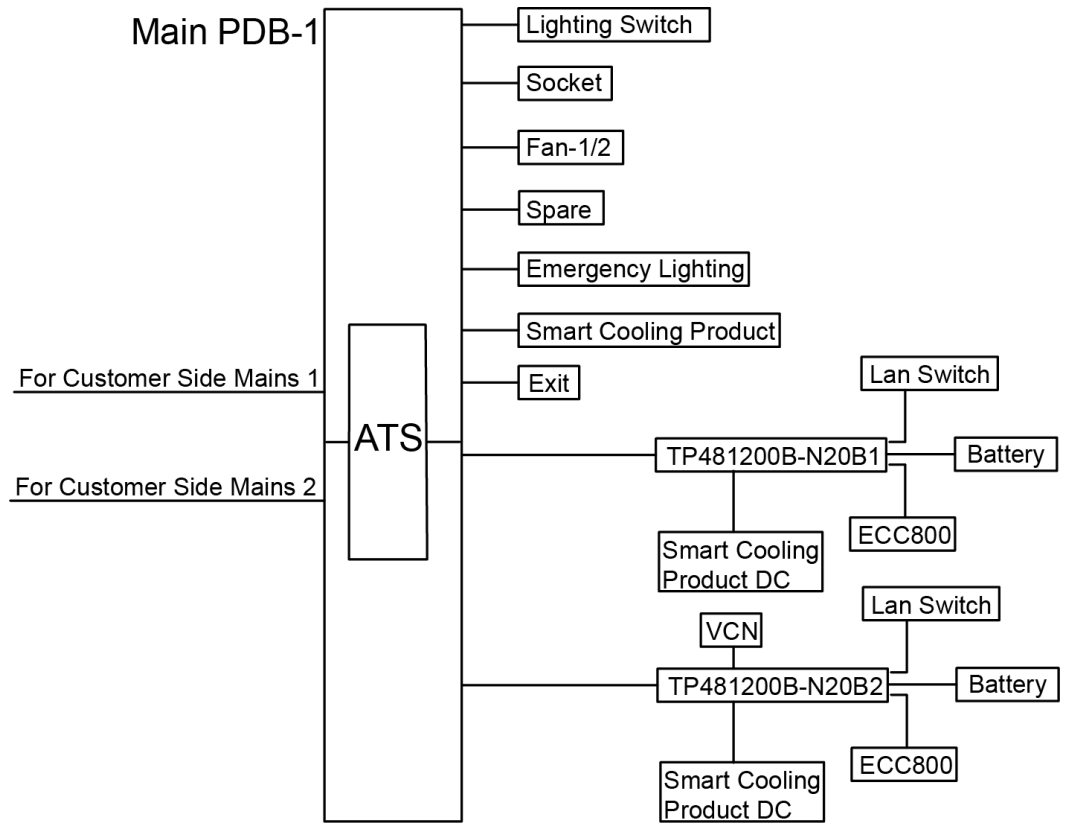 Main PDB-1
Lighting Switch
Socket
Fan-1/2
Spare
Emergency Lighting
Smart Cooling Product
For Customer Side Mains 1
Exit
Lan Switch
ATS
TP481200B-N20B1
Battery
For Customer Side Mains 2
ECC800
Smart Cooling
Product DC
Lan Switch
VCN
TP481200B-N20B2
Battery
ECC800
Smart Cooling
Product DC